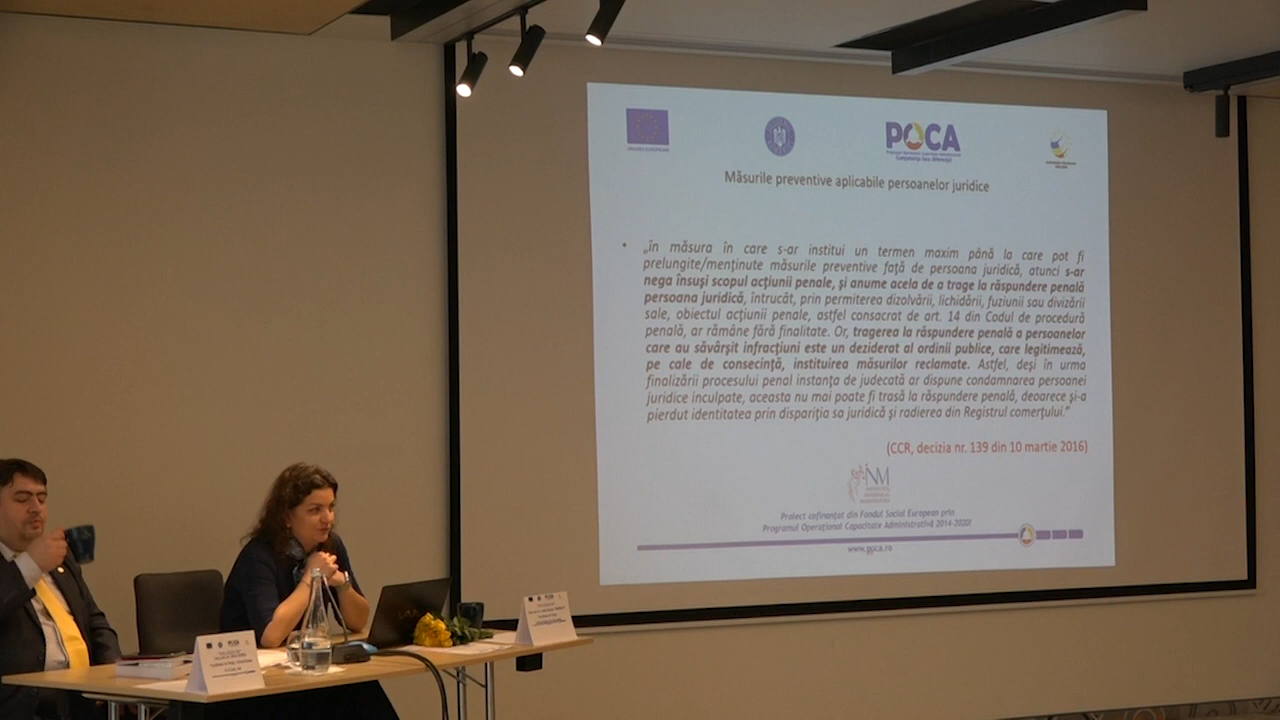 UNIUNEA EUROPEANĂ
POCA
Competența face diferența!
Măsurile preventive aplicabile persoanelor juridice
• „în măsura în care s-ar institui un termen maxim până la care pot fi
prelungite/menținute măsurile preventive față de persoana juridică, atunci s-ar
nega însuși scopul acțiunii penale, și anume acela de a trage la răspundere penală
persoana juridică, întrucât, prin permiterea dizolvării, lichidării, fuziunii sau divizării
sale, obiectul acțiunii penale, astfel consacrat de art. 14 din Codul de procedură
penală, ar rămâne fără finalitate. Or, tragerea la răspundere penală a persoanelor
care au săvârșit infracțiuni este un deziderat al ordinii publice, care legitimează,
pe cale de consecință, instituirea măsurilor reclamate. Astfel, deși în urma
finalizării procesului penal instanța de judecată ar dispune condamnarea persoanei
juridice inculpate, aceasta nu mai poate fi trasă la răspundere penală, deoarece și-a
pierdut identitatea prin dispariția sa juridică și radierea din Registrul comerțului.”
(CCR, decizia nr. 139 din 10 martie 2016)
INM
Proiect cofinanțat din Fondul Social European prin
Programul Operațional Capacitate Administrativă 2014-2020!
www.poca.ro
POCA